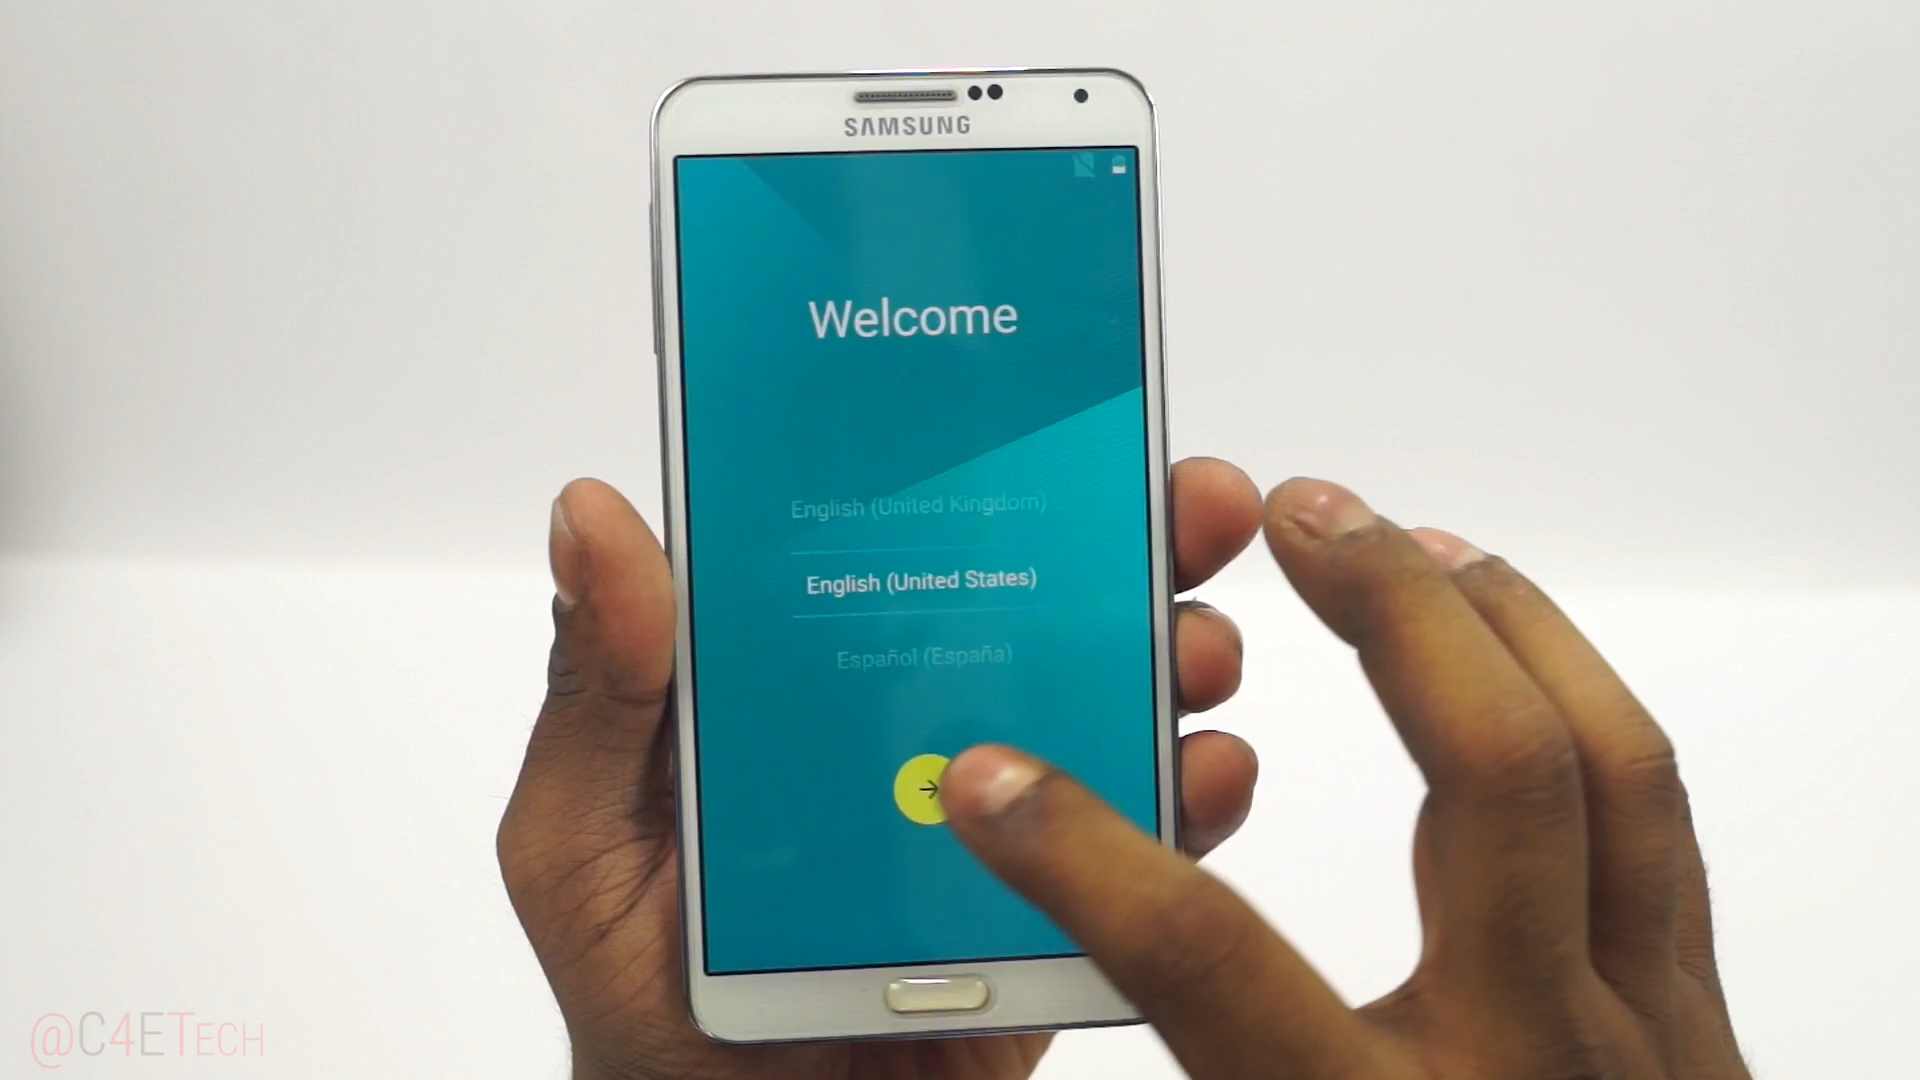 SAMSUNG
Welcome
English (United Kingdom)
English (United States)
Español (España)
@C4ETECH